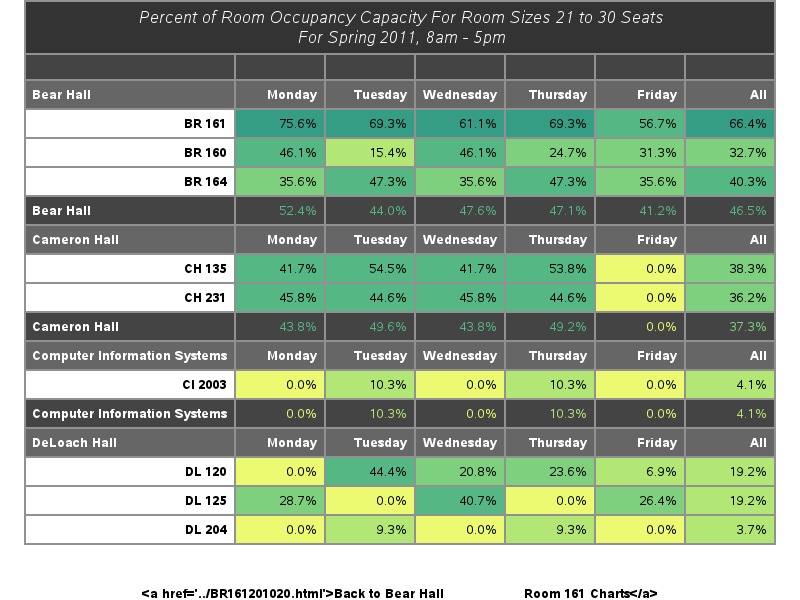 Percent of Room Occupancy Capacity For Room Sizes 21 to 30 Seats
For Spring 2011, 8am - 5pm
Bear Hall Monday Tuesday Wednesday Thursday Friday All
BR 161 75.6% 69.3% 61.1% 69.3% 56.7% 66.4%
BR 160 46.1% 15.4% 46.1% 24.7% 31.3% 32.7%
BR 164 35.6% 47.3% 35.6% 47.3% 35.6% 40.3%
Bear Hall 52.4% 44.0% 47.6% 47.1% 41.2% 46.5%
Cameron Hall Monday Tuesday Wednesday Thursday Friday All
CH 135 41.7% 54.5% 41.7% 53.8% 0.0% 38.3%
CH 231 45.8% 44.6% 45.8% 44.6% 0.0% 36.2%
Cameron Hall 43.8% 49.6% 43.8% 49.2% 0.0% 37.3%
Computer Information Systems Monday Tuesday Wednesday Thursday Friday All
CI 2003 0.0% 10.3% 0.0% 10.3% 0.0% 4.1%
Computer Information Systems 0.0% 10.3% 0.0% 10.3% 0.0% 4.1%
DeLoach Hall Monday Tuesday Wednesday Thursday Friday All
DL 120 0.0% 44.4% 20.8% 23.6% 6.9% 19.2%
DL 125 28.7% 0.0% 40.7% 0.0% 26.4% 19.2%
DL 204 0.0% 9.3% 0.0% 9.3% 0.0% 3.7%
<a href='../BR161201020.html'>Back to Bear Hall Room 161 Charts</a>